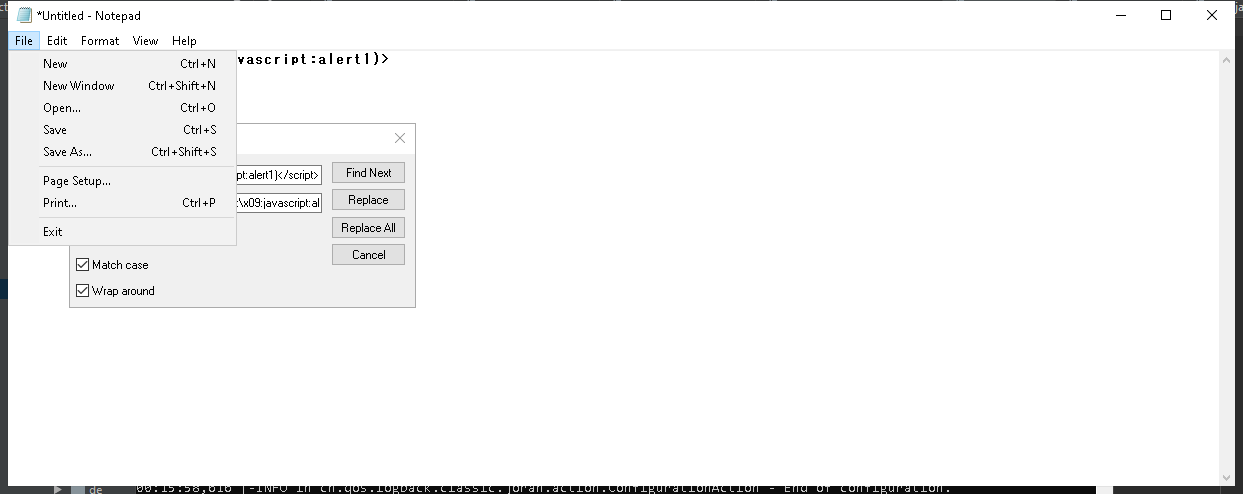 *Untitled - Notepad
File Edit Format View Help
New Ctrl+N
New Window Ctrl+Shift+N
Open... Ctrl+O
Save Ctrl+S
Save As... Ctrl+Shift+S
Page Setup...
Print... Ctrl+P
Exit
vascript:alert1)>
pt:alert1)</script>
:\x09:javascript:al
Find Next
Replace
Replace All
Cancel
Match case
Wrap around
de 00:15:58,616 |-INFO in ch.qos.logback.classic.joran.action.ConfigurationAction - End of configuration.